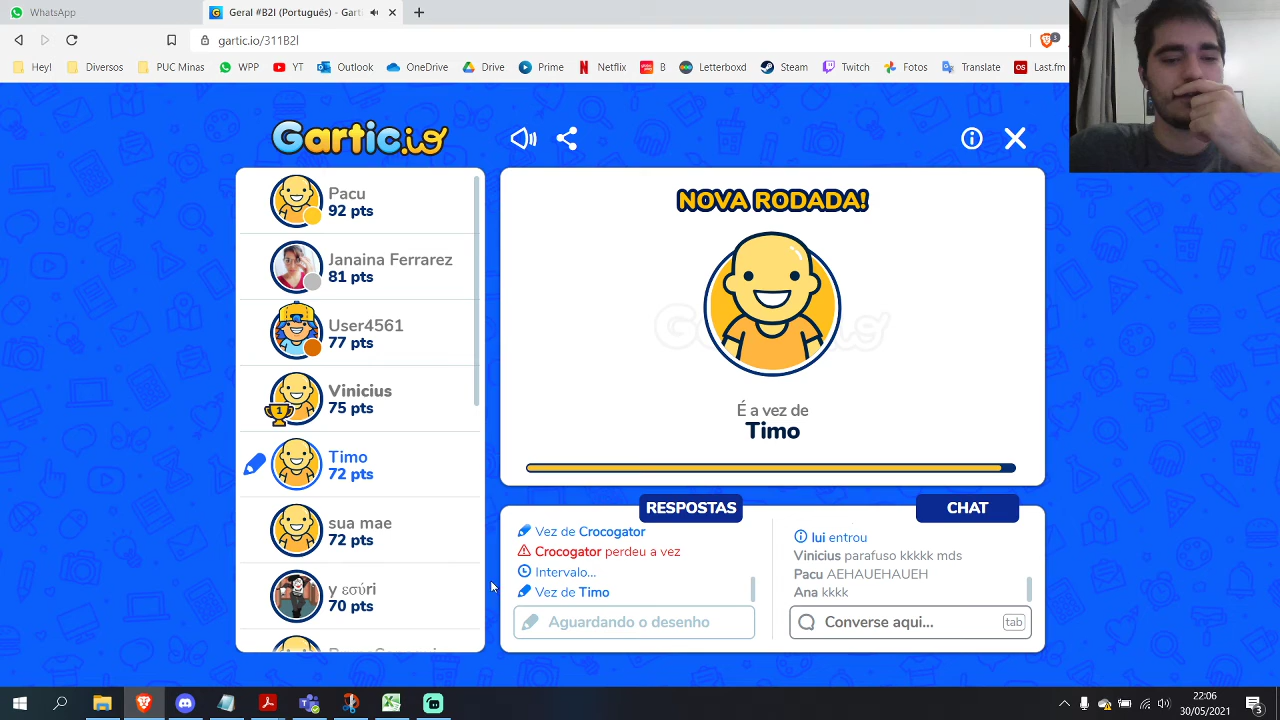 WhatsApp
Geral #B2I (Português) - Garti
gartic.io/311B2l
Hey!
Diversos
PUC Minas
WPP
YT
Outlook
OneDrive
Drive
Prime
Netflix
B
Letterboxd
Steam
Twitch
Fotos
Translate
Last.fm
Gartic.io
Pacu
92 pts
Janaina Ferrarez
81 pts
User4561
77 pts
1
Vinicius
75 pts
Timo
72 pts
sua mae
72 pts
y εσύri
70 pts
NOVA RODADA!
É a vez de
Timo
RESPOSTAS
Vez de Crocogator
Crocogator perdeu a vez
Intervalo...
Vez de Timo
Aguardando o desenho
CHAT
lui entrou
Vinicius parafuso kkkkk mds
Pacu AEHAUEHAUEH
Ana kkkk
Converse aqui...
tab
22:06
30/05/2021
3